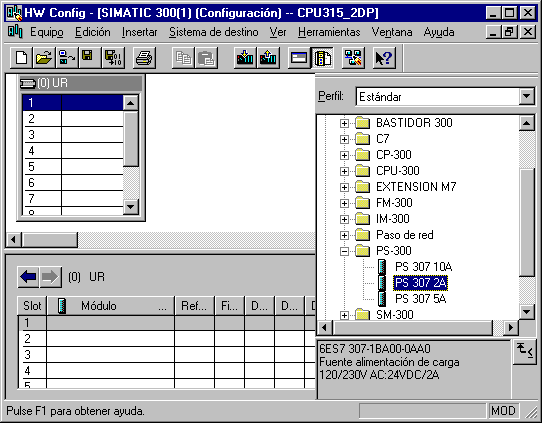 HW Config - [SIMATIC 300(1) (Configuración) -- CPU315_2DP]
Equipo Edición Insertar Sistema de destino Ver Herramientas Ventana Ayuda
(0) UR
1
2
3
4
5
6
7
8
Perfil: Estándar
BASTIDOR 300
C7
CP-300
CPU-300
EXTENSION M7
FM-300
IM-300
Paso de red
PS-300
PS 307 10A
PS 307 2A
PS 307 5A
SM-300
(0) UR
Slot Módulo ... Ref... Fi... D... D... D
1
2
3
4
5
6ES7 307-1BA00-0AA0
Fuente alimentación de carga
120/230V AC:24VDC/2A
Pulse F1 para obtener ayuda. MOD